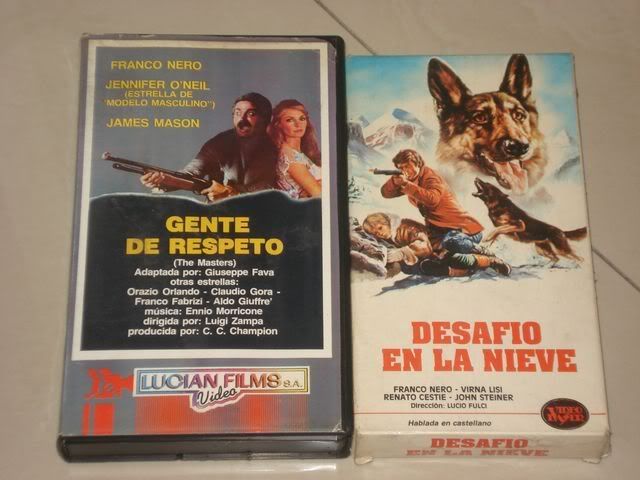 FRANCO NERO
JENNIFER O'NEIL
(ESTRELLA DE
"MODELO MASCULINO")
JAMES MASON
GENTE
DE RESPETO
(The Masters)
Adaptada por: Giuseppe Fava
otras estrellas:
Orazio Orlando - Claudio Gora -
Franco Fabrizi - Aldo Giuffre'
música: Ennio Morricone
dirigida por: Luigi Zampa
producida por: C. C. Champion
LUCIAN FILMS S.A.
Video
DESAFIO
EN LA NIEVE
FRANCO NERO - VIRNA LISI
RENATO CESTIE - JOHN STEINER
Dirección: LUCIO FULCI
Hablada en castellano
VIDEO
DESAFIO
EN LA NIEVE